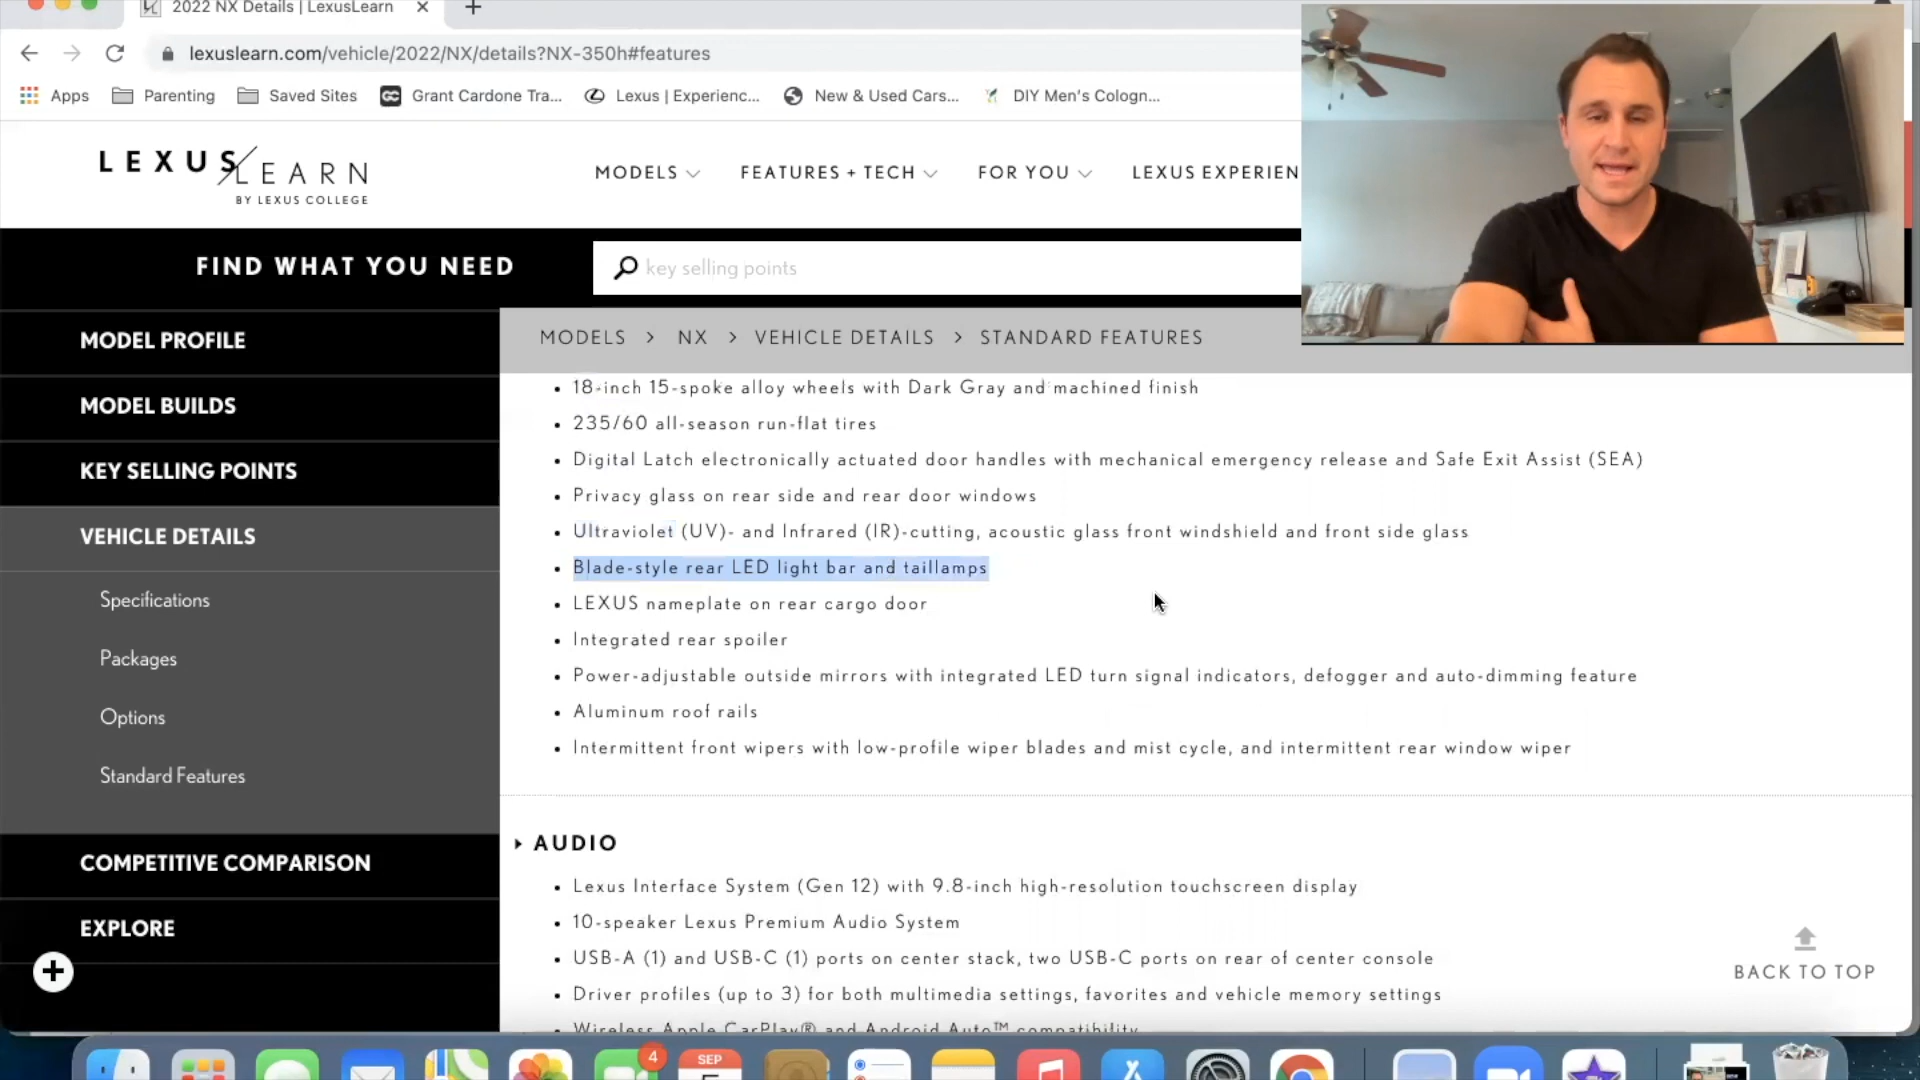 2022 NX Details | LexusLearn
lexuslearn.com/vehicle/2022/NX/details?NX-350h#features
Apps Parenting Saved Sites Grant Cardone Tra... Lexus | Experienc... New & Used Cars... DIY Men's Cologn...
LEXUS LEARN
BY LEXUS COLLEGE
MODELS FEATURES + TECH FOR YOU LEXUS EXPERIEN
FIND WHAT YOU NEED
key selling points
MODELS > NX > VEHICLE DETAILS > STANDARD FEATURES
MODEL PROFILE
MODEL BUILDS
KEY SELLING POINTS
VEHICLE DETAILS
Specifications
Packages
Options
Standard Features
COMPETITIVE COMPARISON
EXPLORE
• 18-inch 15-spoke alloy wheels with Dark Gray and machined finish
• 235/60 all-season run-flat tires
• Digital Latch electronically actuated door handles with mechanical emergency release and Safe Exit Assist (SEA)
• Privacy glass on rear side and rear door windows
• Ultraviolet (UV)- and Infrared (IR)-cutting, acoustic glass front windshield and front side glass
• Blade-style rear LED light bar and taillamps
• LEXUS nameplate on rear cargo door
• Integrated rear spoiler
• Power-adjustable outside mirrors with integrated LED turn signal indicators, defogger and auto-dimming feature
• Aluminum roof rails
• Intermittent front wipers with low-profile wiper blades and mist cycle, and intermittent rear window wiper
AUDIO
• Lexus Interface System (Gen 12) with 9.8-inch high-resolution touchscreen display
• 10-speaker Lexus Premium Audio System
• USB-A (1) and USB-C (1) ports on center stack, two USB-C ports on rear of center console
• Driver profiles (up to 3) for both multimedia settings, favorites and vehicle memory settings
• Wireless Apple CarPlay® and Android Auto™ compatibility
BACK TO TOP
4
SEP